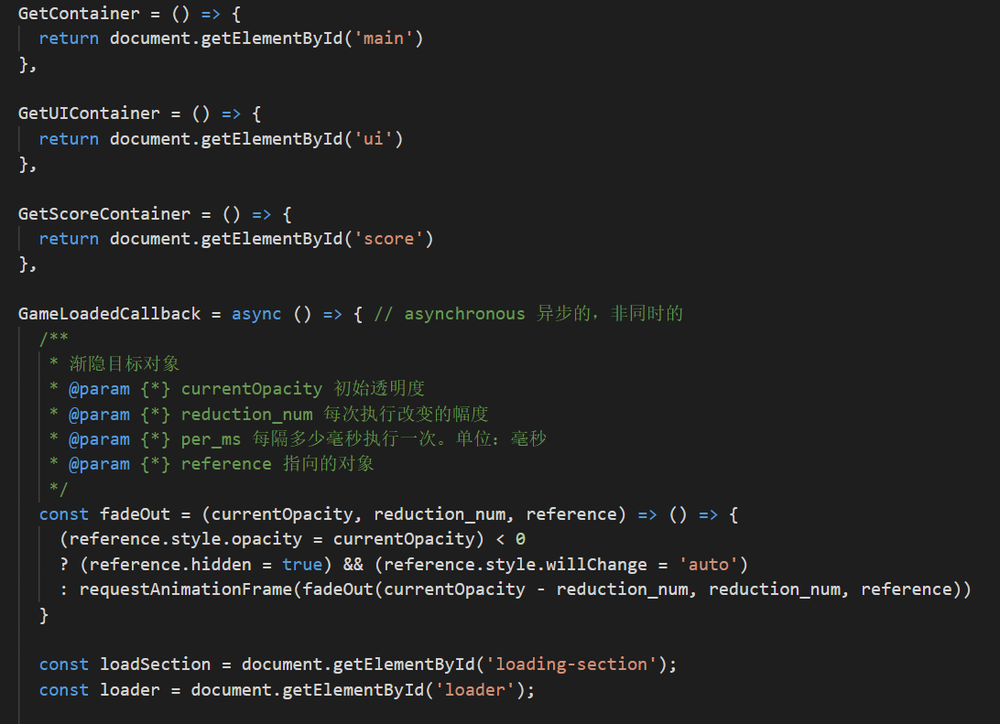 GetContainer = () => {
return document.getElementById('main')
},
GetUIContainer = () => {
return document.getElementById('ui')
},
GetScoreContainer = () => {
return document.getElementById('score')
},
GameLoadedCallback = async () => { // asynchronous 异步的，非同时的
/**
* 渐隐目标对象
* @param {*} currentOpacity 初始透明度
* @param {*} reduction_num 每次执行改变的幅度
* @param {*} per_ms 每隔多少毫秒执行一次。单位：毫秒
* @param {*} reference 指向的对象
*/
const fadeOut = (currentOpacity, reduction_num, reference) => () => {
(reference.style.opacity = currentOpacity) < 0
? (reference.hidden = true) && (reference.style.willChange = 'auto')
: requestAnimationFrame(fadeOut(currentOpacity - reduction_num, reduction_num, reference))
}
const loadSection = document.getElementById('loading-section');
const loader = document.getElementById('loader');